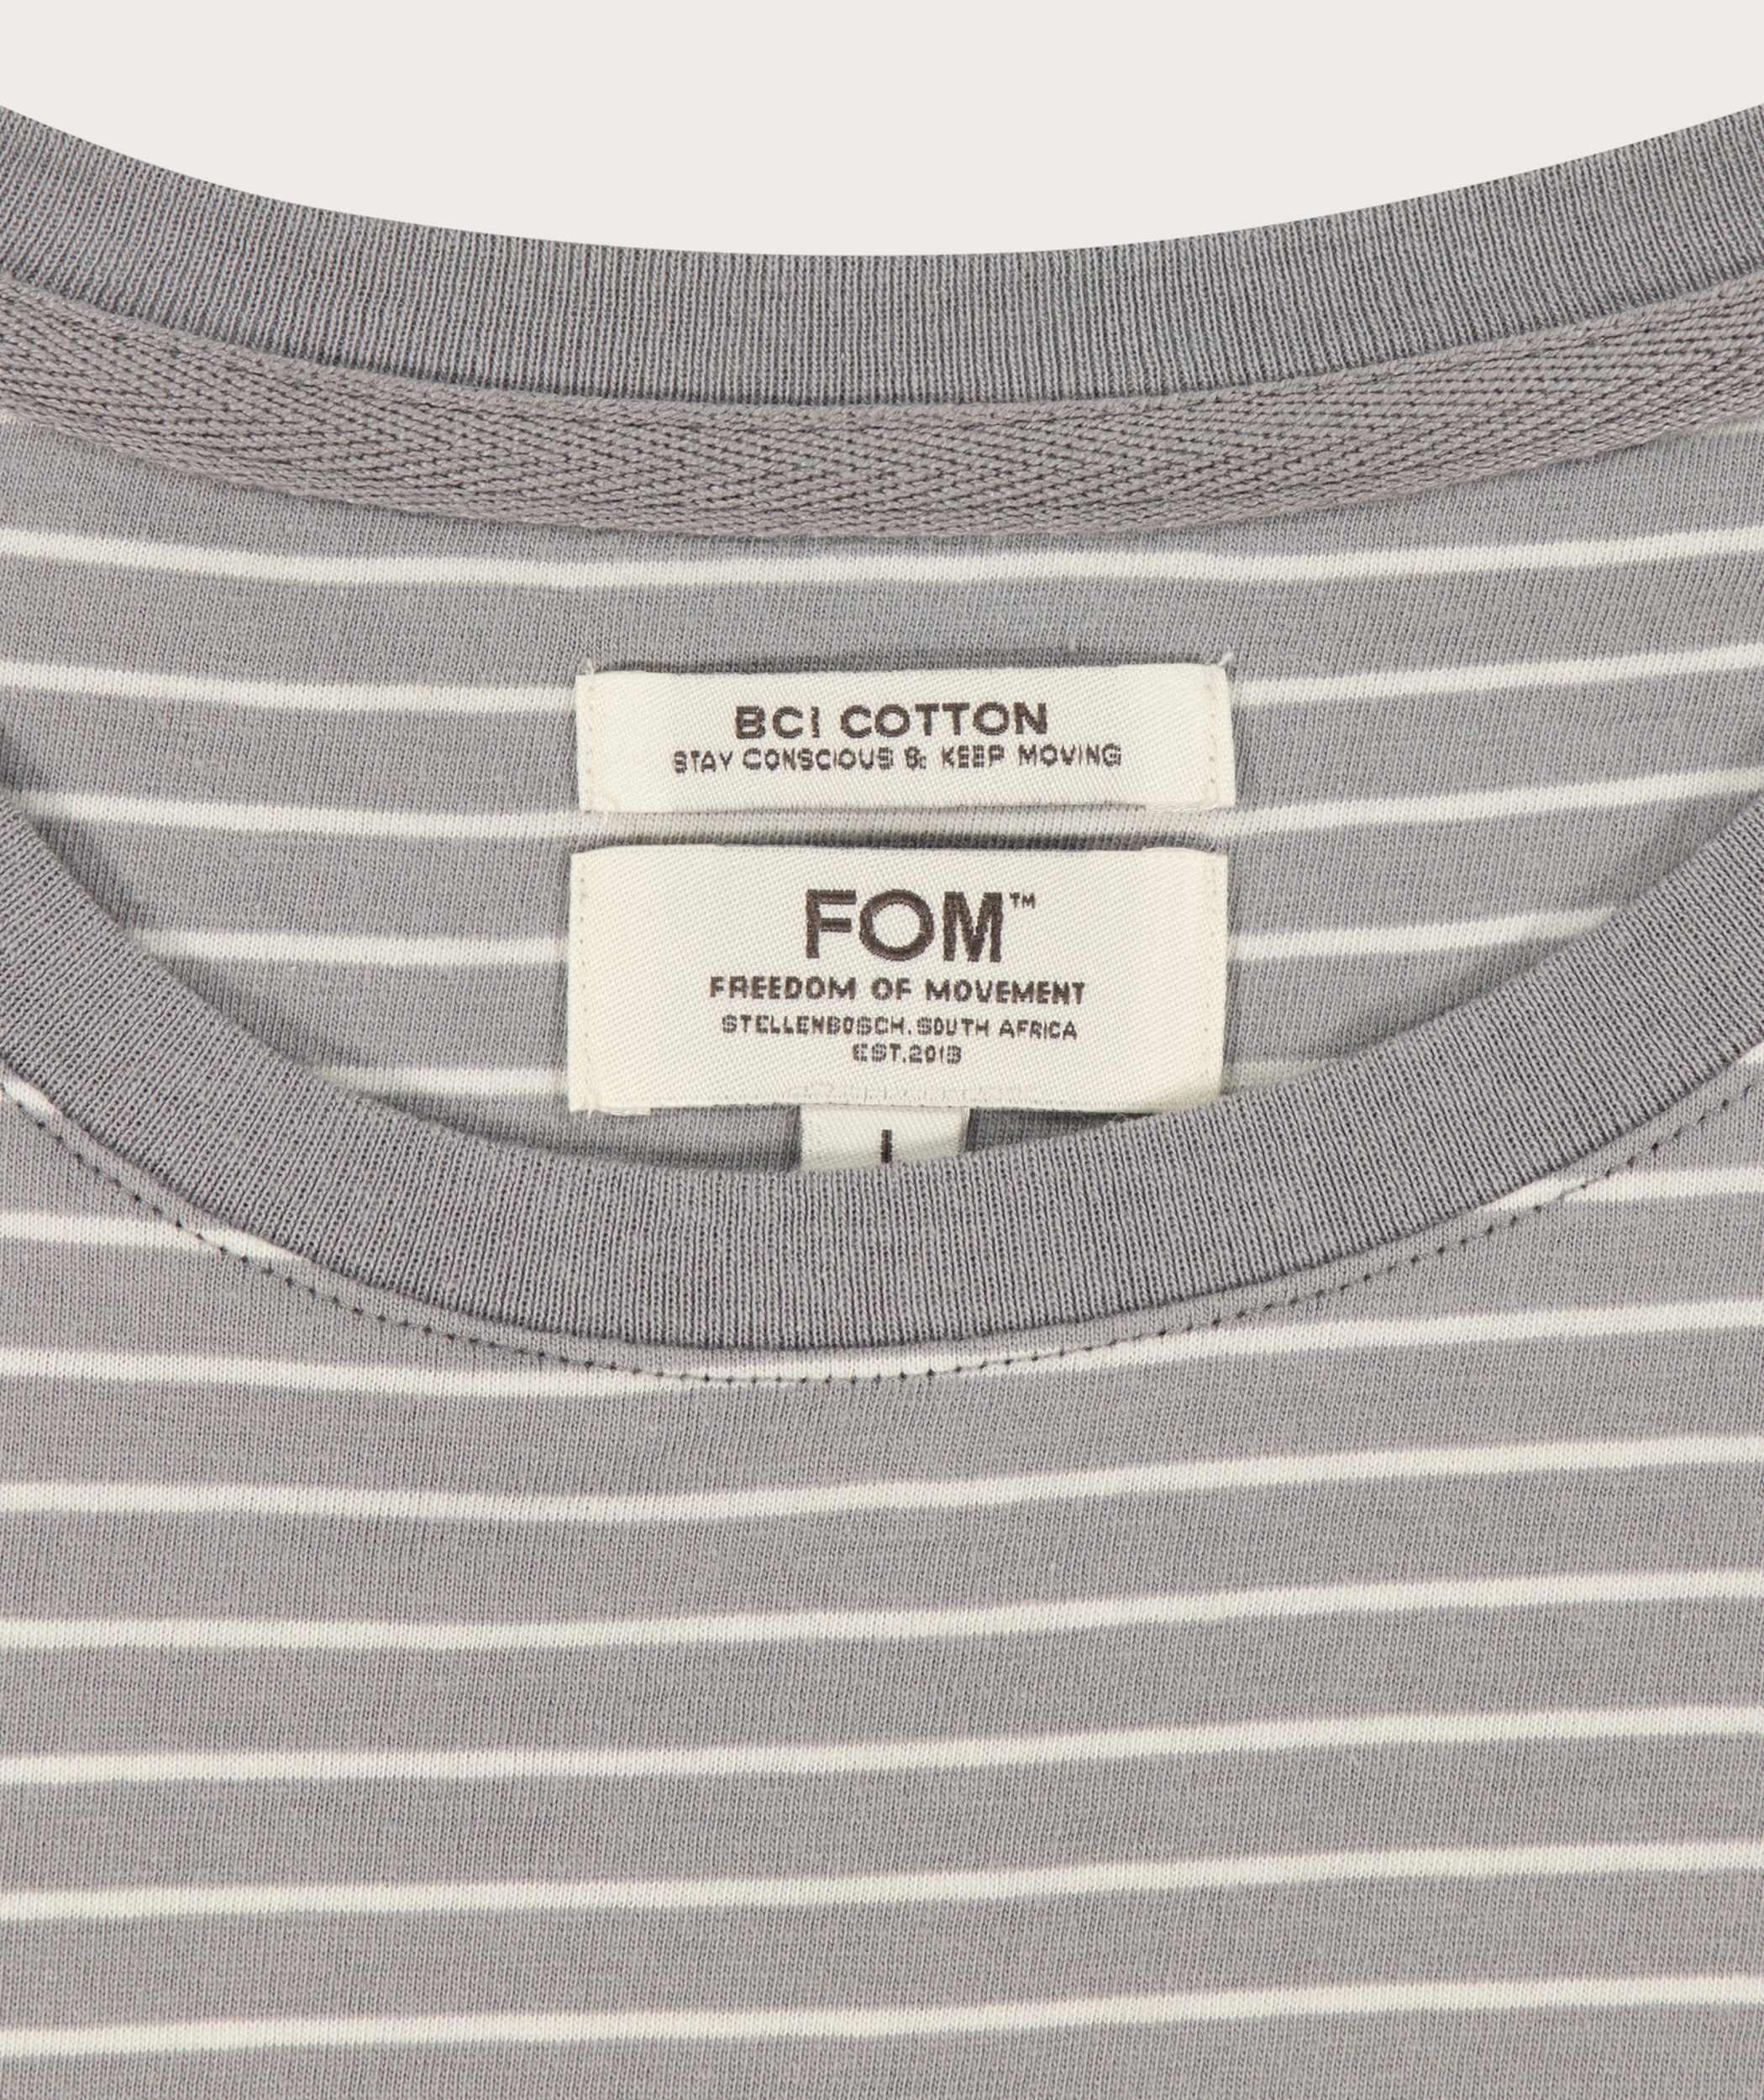 BCI COTTON
STAY CONSCIOUS & KEEP MOVING
FOM™
FREEDOM OF MOVEMENT
STELLENBOSCH, SOUTH AFRICA
EST.2013